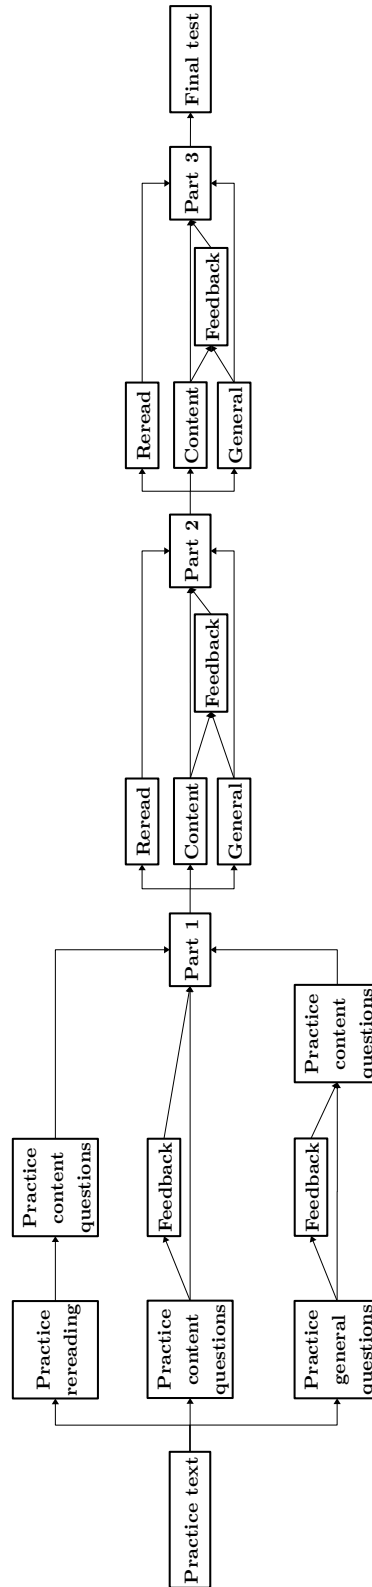 Practice text
Practice
rereading
Practice
content
questions
Practice
general
questions
Practice
content
questions
Feedback
Feedback
Practice
content
questions
Part 1
Reread
Content
General
Feedback
Part 2
Reread
Content
General
Feedback
Part 3
Final test